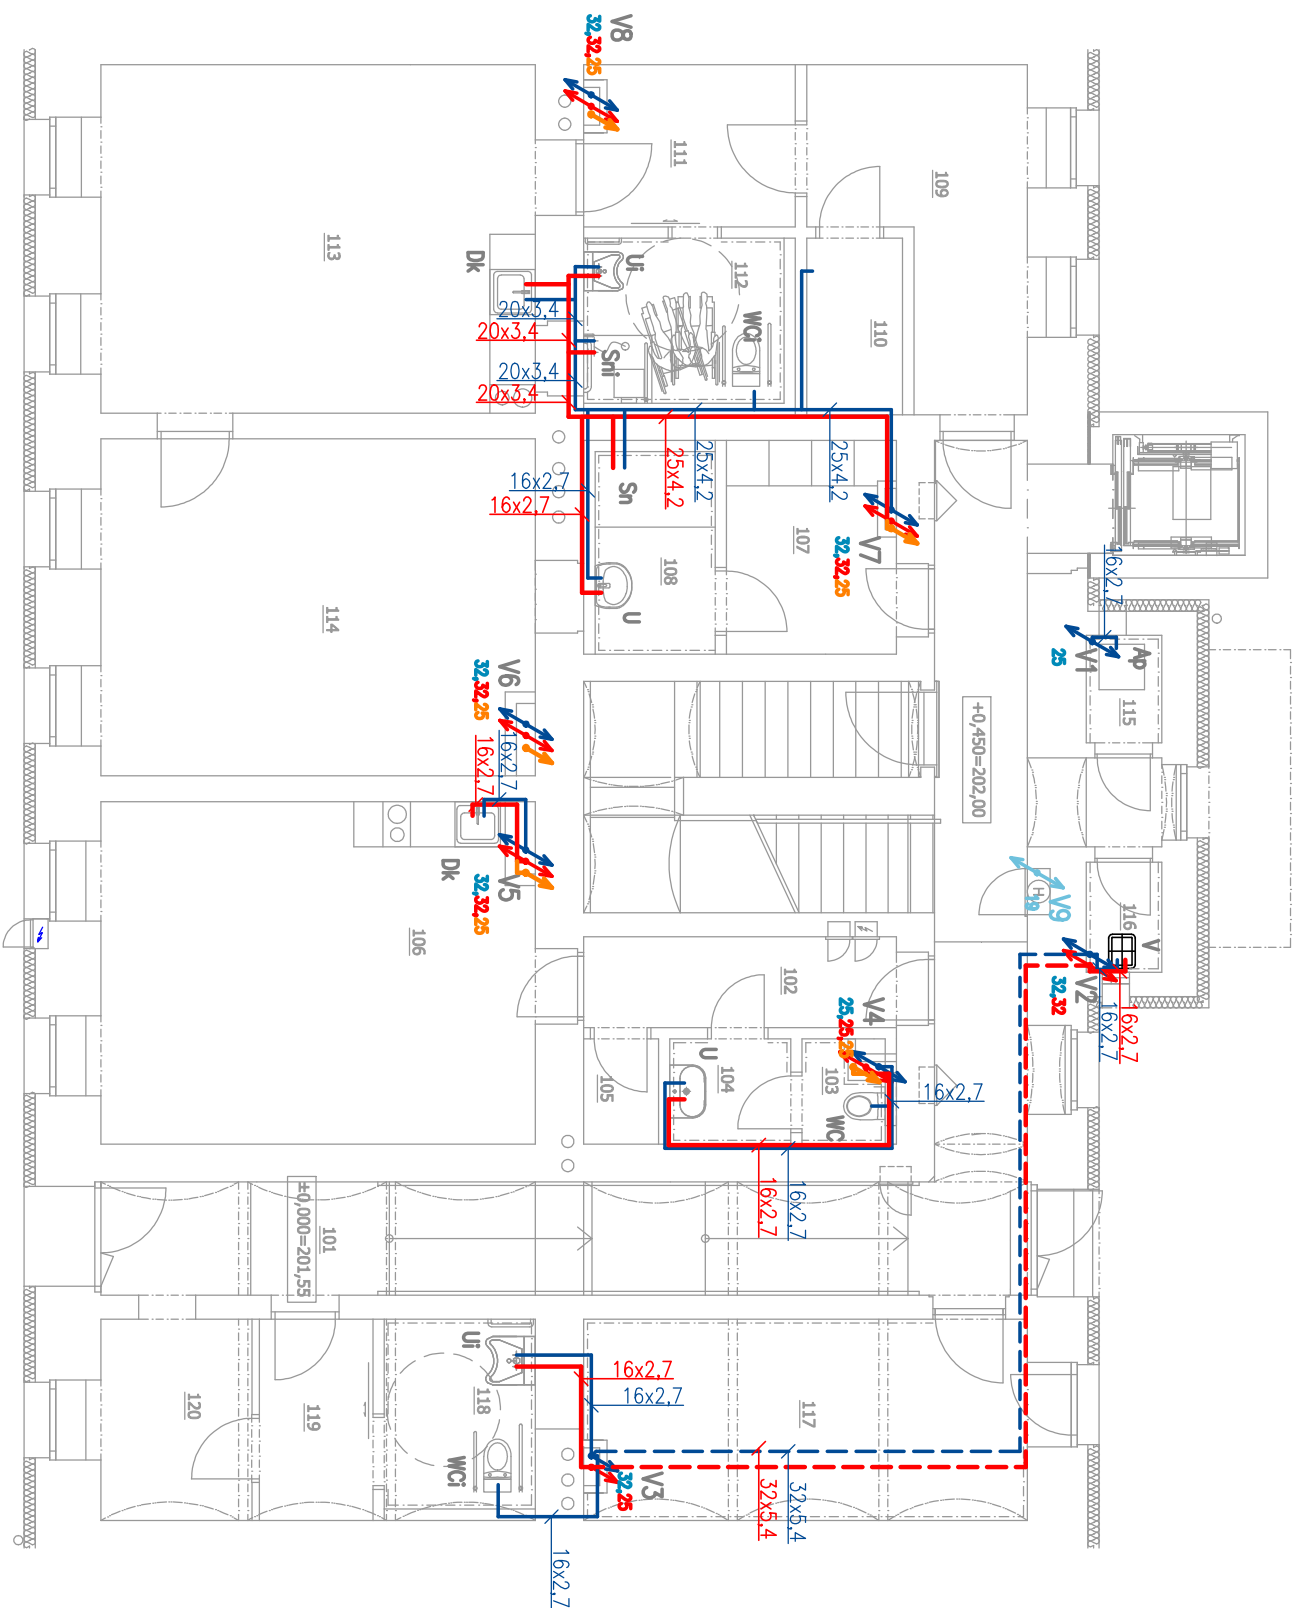 V8
32,32,25
111
109
113
Dk
Ui
112
WCi
110
20x3,4
20x3,4
Sni
20x3,4
20x3,4
25x4,2
25x4,2
25x4,2
16x2,7
16x2,7
Sn
V7
32,32,25
107
108
U
114
16x2,7
Ap
V1
25
115
V6
32,32,25
+0,450=202,00
16x2,7
16x2,7
Dk
V5
32,32,25
106
V9
H
116
V
V2
32,32
16x2,7
16x2,7
102
V4
25,25,25
103
104
U
105
WC
16x2,7
16x2,7
16x2,7
101
±0,000=201,55
Ui
16x2,7
16x2,7
118
117
120
119
WCi
V3
32,25
32x5,4
32x5,4
16x2,7